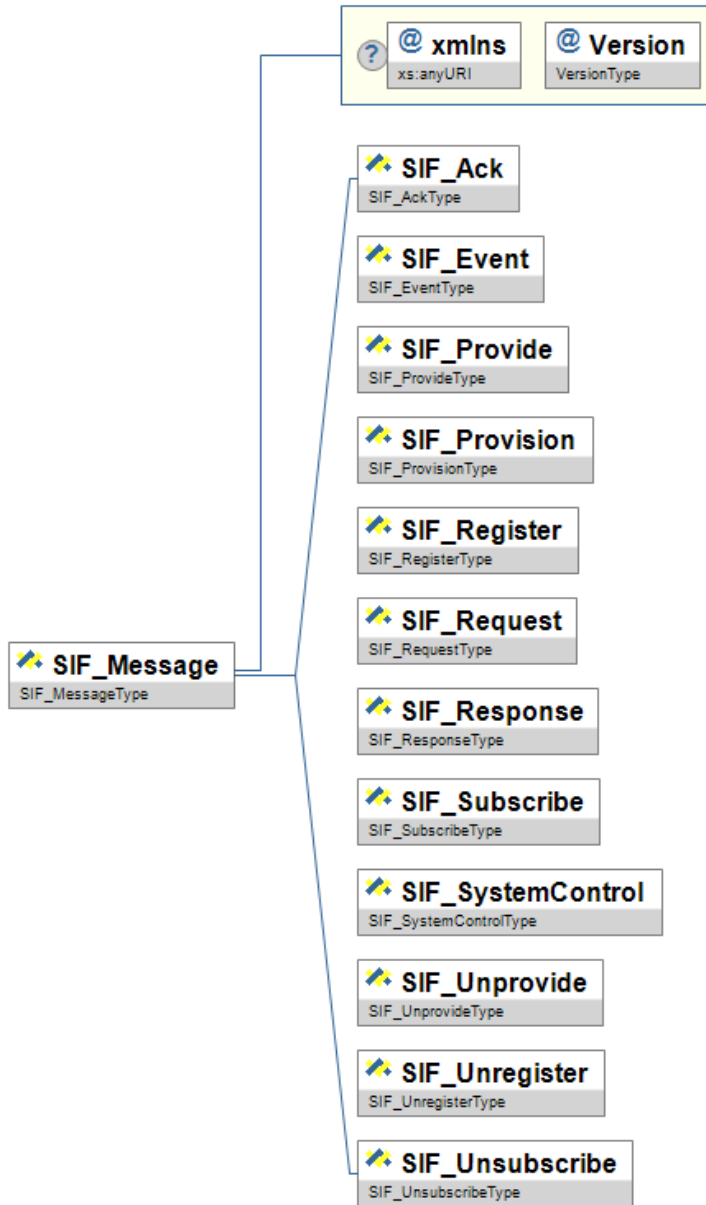 ? @ xmlns @ Version
xs:anyURI VersionType
SIF_Ack
SIF_AckType
SIF_Event
SIF_EventType
SIF_Provide
SIF_ProvideType
SIF_Provision
SIF_ProvisionType
SIF_Register
SIF_RegisterType
SIF_Request
SIF_RequestType
SIF_Message
SIF_MessageType
SIF_Response
SIF_ResponseType
SIF_Subscribe
SIF_SubscribeType
SIF_SystemControl
SIF_SystemControlType
SIF_Unprovide
SIF_UnprovideType
SIF_Unregister
SIF_UnregisterType
SIF_Unsubscribe
SIF_UnsubscribeType